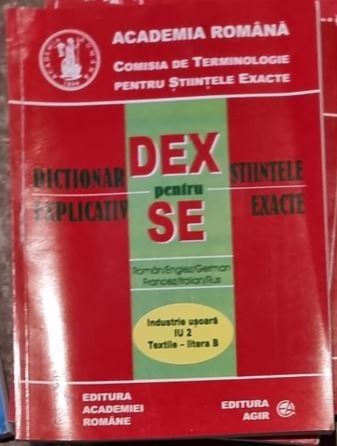 ACADEMIA ROMÂNĂ
COMISIA DE TERMINOLOGIE
PENTRU ȘTIINȚELE EXACTE
DEX
DICTIONAR pentru STIINTELE
EXPLICATIV SE EXACTE
Român/Englez/German
Francez/Italian/Rus
Industrie ușoară
IU 2
Textile - litera B
EDITURA
ACADEMIEI
ROMÂNE
EDITURA
AGIR